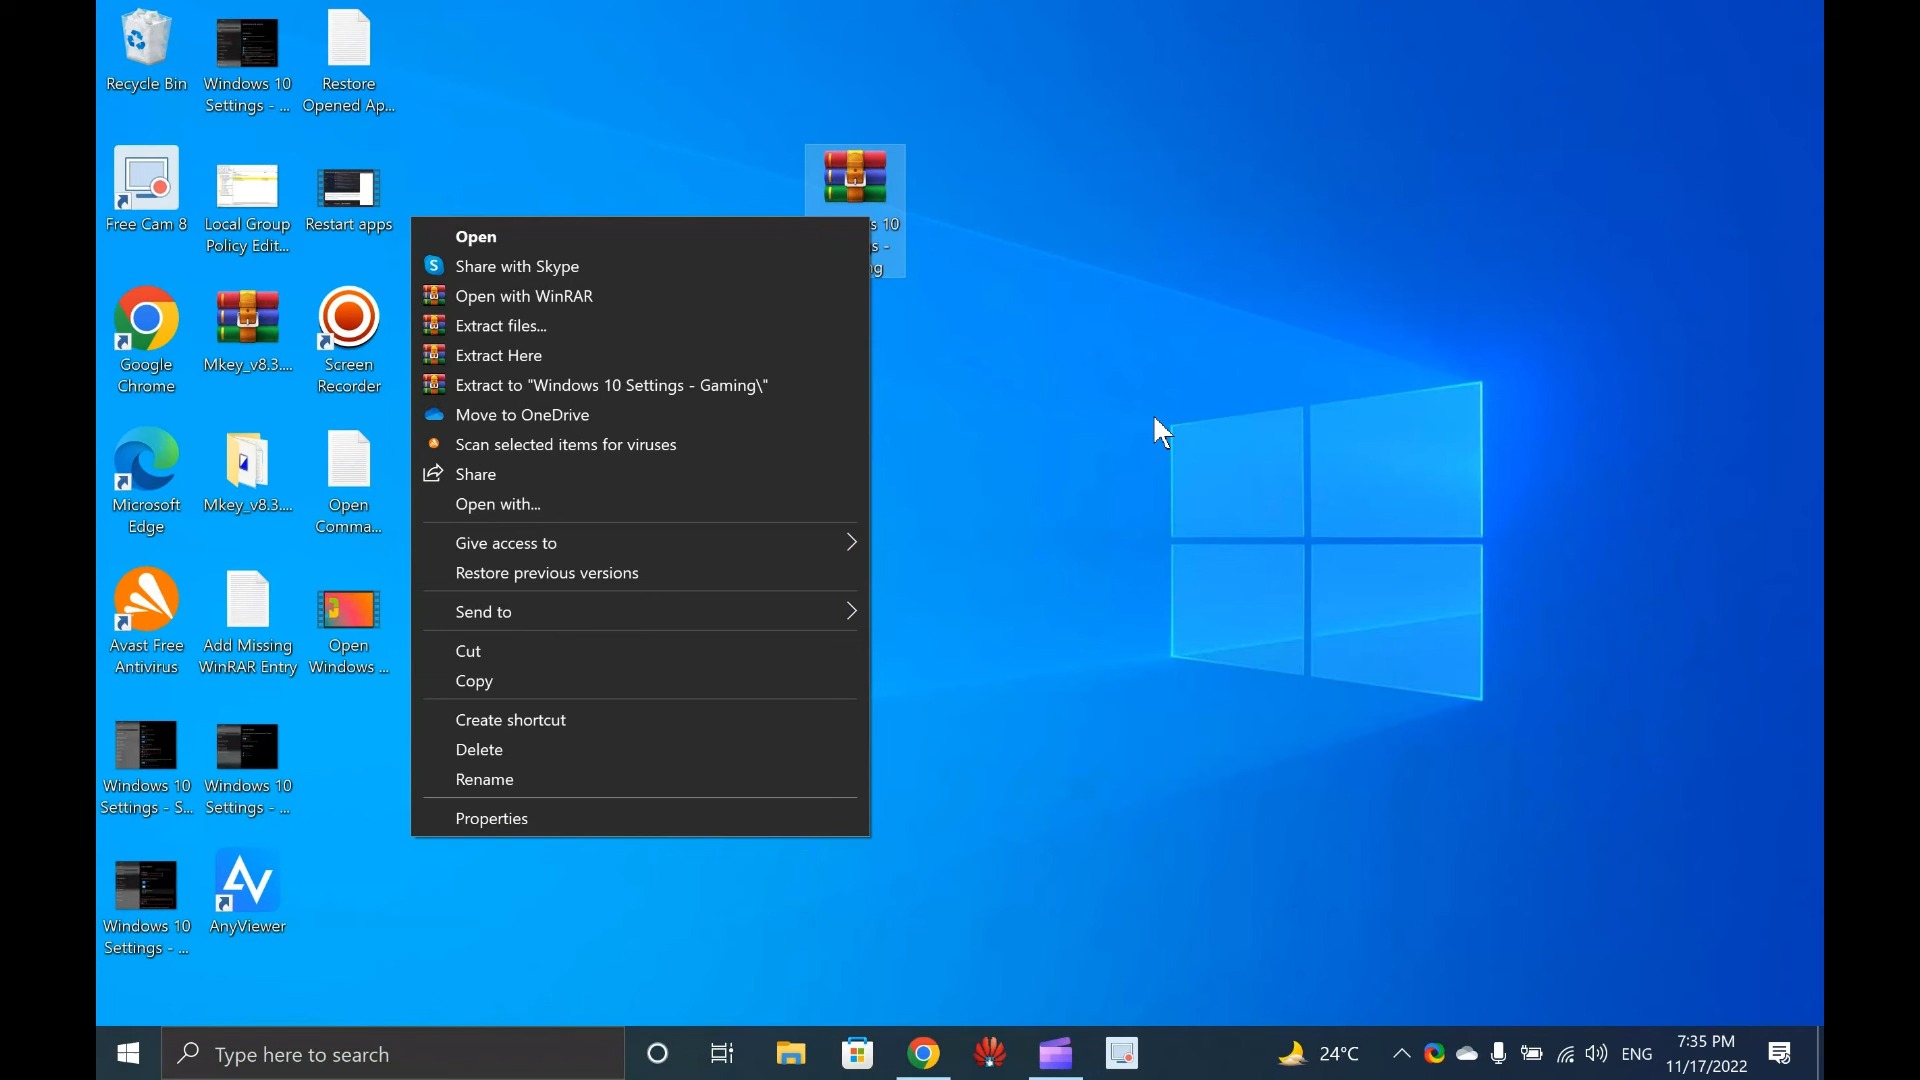 Recycle Bin
Windows 10
Settings - ...
Restore
Opened Ap...
Free Cam 8
Local Group
Policy Edit...
Restart apps
Google
Chrome
Mkey_v8.3....
Screen
Recorder
Microsoft
Edge
Mkey_v8.3....
Open
Comma...
Avast Free
Antivirus
Add Missing
WinRAR Entry
Open
Windows ...
Windows 10
Settings - S...
Windows 10
Settings - ...
Windows 10
Settings - ...
AnyViewer
s 10
s -
ng
Open
Share with Skype
Open with WinRAR
Extract files...
Extract Here
Extract to "Windows 10 Settings - Gaming\"
Move to OneDrive
Scan selected items for viruses
Share
Open with...
Give access to
Restore previous versions
Send to
Cut
Copy
Create shortcut
Delete
Rename
Properties
Type here to search
24°C
ENG
7:35 PM
11/17/2022